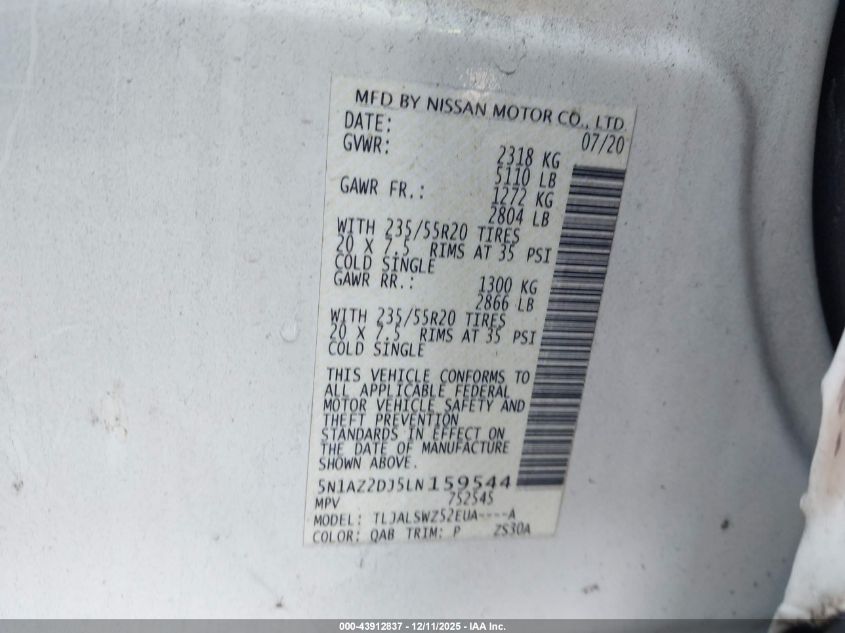 MFD BY NISSAN MOTOR CO., LTD.
DATE: 07/20
GVWR: 2318 KG
5110 LB
GAWR FR.: 1272 KG
2804 LB
WITH 235/55R20 TIRES
20 X 7.5 RIMS AT 35 PSI
COLD SINGLE
GAWR RR.: 1300 KG
2866 LB
WITH 235/55R20 TIRES
20 X 7.5 RIMS AT 35 PSI
COLD SINGLE
THIS VEHICLE CONFORMS TO
ALL APPLICABLE FEDERAL
MOTOR VEHICLE SAFETY AND
THEFT PREVENTION
STANDARDS IN EFFECT ON
THE DATE OF MANUFACTURE
SHOWN ABOVE.
5N1AZ2DJ5LN159544
MPV 752545
MODEL: TLJALSWZ52EUA----A
COLOR: QAB TRIM: P ZS30A
000-43912837 - 12/11/2025 - IAA Inc.